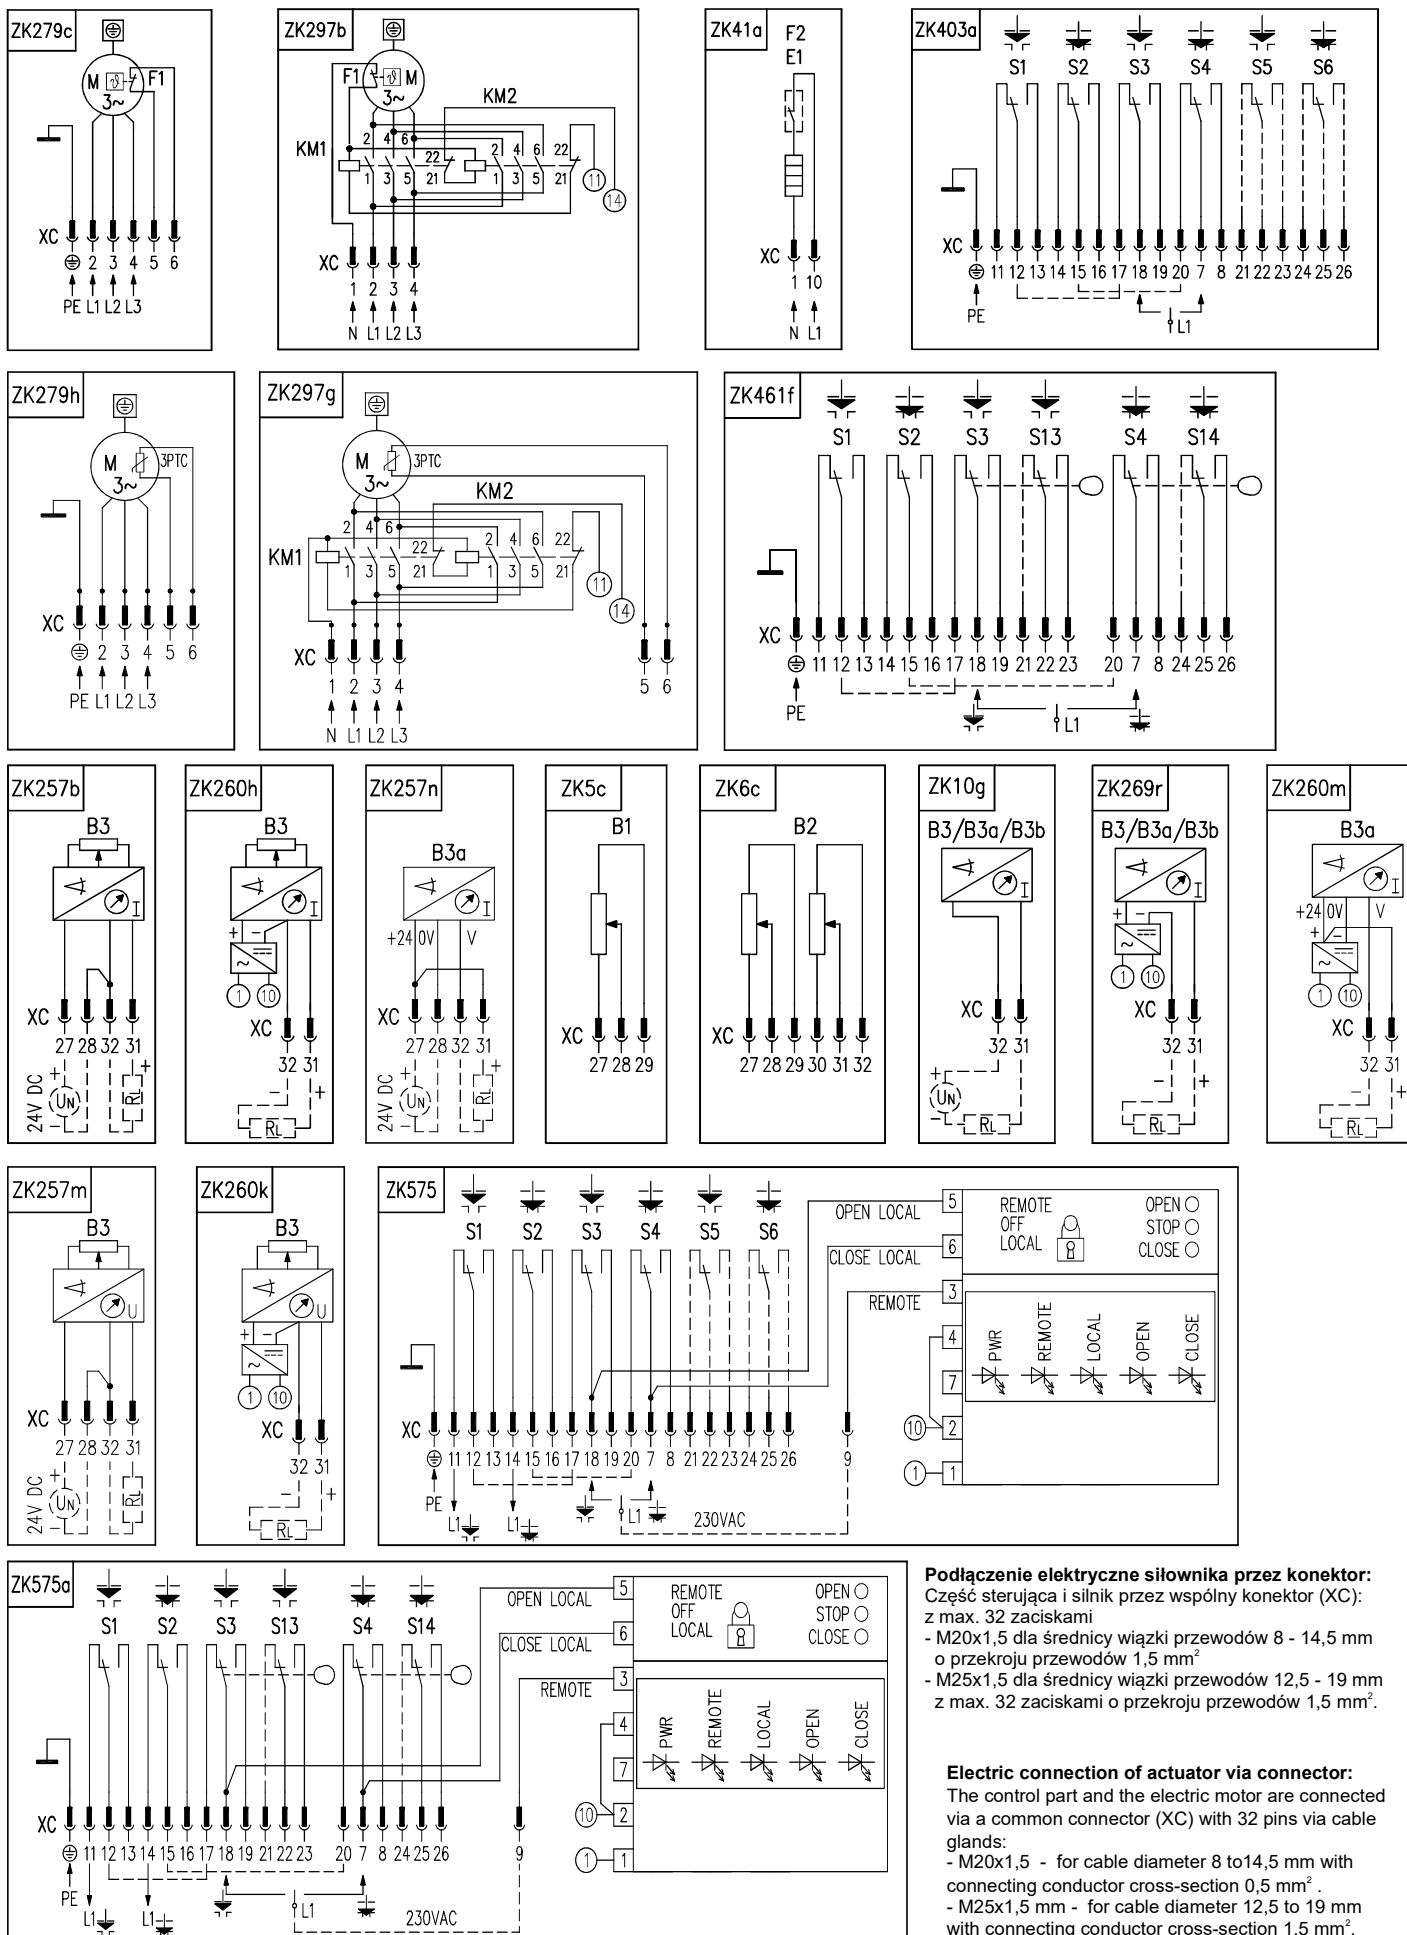 ZK279c
M ϑ F1
3~
XC
2 3 4 5 6
PE L1 L2 L3
ZK297b
F1 ϑ M
3~
KM2
KM1
2 4 6 22 2 4 6 22
1 3 5 21 1 3 5 21
11
14
XC
1 2 3 4
N L1 L2 L3
ZK41a
F2
E1
XC
1 10
N L1
ZK403a
S1 S2 S3 S4 S5 S6
XC
11 12 13 14 15 16 17 18 19 20 7 8 21 22 23 24 25 26
PE
L1
ZK279h
M 3PTC
3~
XC
2 3 4 5 6
PE L1 L2 L3
ZK297g
M 3PTC
3~
KM2
KM1
2 4 6 22 2 4 6 22
1 3 5 21 1 3 5 21
11
14
XC
1 2 3 4 5 6
N L1 L2 L3
ZK461f
S1 S2 S3 S13 S4 S14
XC
11 12 13 14 15 16 17 18 19 21 22 23 20 7 8 24 25 26
PE
L1
ZK257b
B3
I
XC
27 28 32 31
24V DC
+ UN -
RL +
ZK260h
B3
I
+ -
~
1 10
XC
32 31
- +
RL
ZK257n
B3a
I
+24 0V V
XC
27 28 32 31
24V DC
+ UN -
RL +
ZK5c
B1
XC
27 28 29
ZK6c
B2
XC
27 28 29 30 31 32
ZK10g
B3/B3a/B3b
I
XC
32 31
+ UN -
RL
ZK269r
B3/B3a/B3b
I
+ -
~
1 10
XC
32 31
- +
RL
ZK260m
B3a
I
+24 0V V
+ -
~
1 10
XC
32 31
- +
RL
ZK257m
B3
U
XC
27 28 32 31
24V DC
+ UN -
RL +
ZK260k
B3
U
+ -
~
1 10
XC
32 31
- +
RL
ZK575
S1 S2 S3 S4 S5 S6
OPEN LOCAL 5
CLOSE LOCAL 6
REMOTE 3
4
7
10 2
1 1
REMOTE
OFF
LOCAL
OPEN
STOP
CLOSE
PWR REMOTE LOCAL OPEN CLOSE
XC
11 12 13 14 15 16 17 18 19 20 7 8 21 22 23 24 25 26 9
PE
L1 L1 L1
230VAC
ZK575a
S1 S2 S3 S13 S4 S14
OPEN LOCAL 5
CLOSE LOCAL 6
REMOTE 3
4
7
10 2
1 1
REMOTE
OFF
LOCAL
OPEN
STOP
CLOSE
PWR REMOTE LOCAL OPEN CLOSE
XC
11 12 13 14 15 16 17 18 19 21 22 23 20 7 8 24 25 26 9
PE
L1 L1 L1
230VAC
Podłączenie elektryczne siłownika przez konektor:
Część sterująca i silnik przez wspólny konektor (XC):
z max. 32 zaciskami
- M20x1,5 dla średnicy wiązki przewodów 8 - 14,5 mm
o przekroju przewodów 1,5 mm²
- M25x1,5 dla średnicy wiązki przewodów 12,5 - 19 mm
z max. 32 zaciskami o przekroju przewodów 1,5 mm².
Electric connection of actuator via connector:
The control part and the electric motor are connected
via a common connector (XC) with 32 pins via cable
glands:
- M20x1,5 - for cable diameter 8 to14,5 mm with
connecting conductor cross-section 0,5 mm² .
- M25x1,5 mm - for cable diameter 12,5 to 19 mm
with connecting conductor cross-section 1,5 mm².